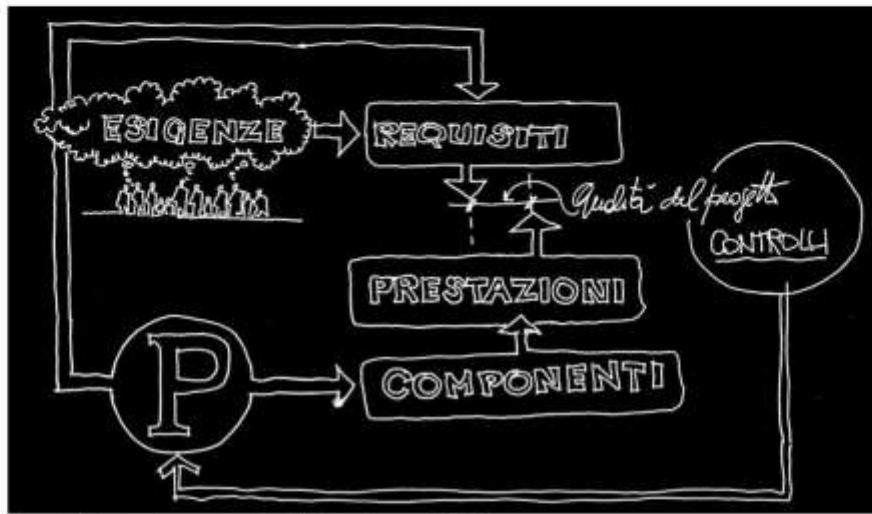 ESIGENZE
REQUISITI
Qualità del progetto
CONTROLLI
PRESTAZIONI
P
COMPONENTI